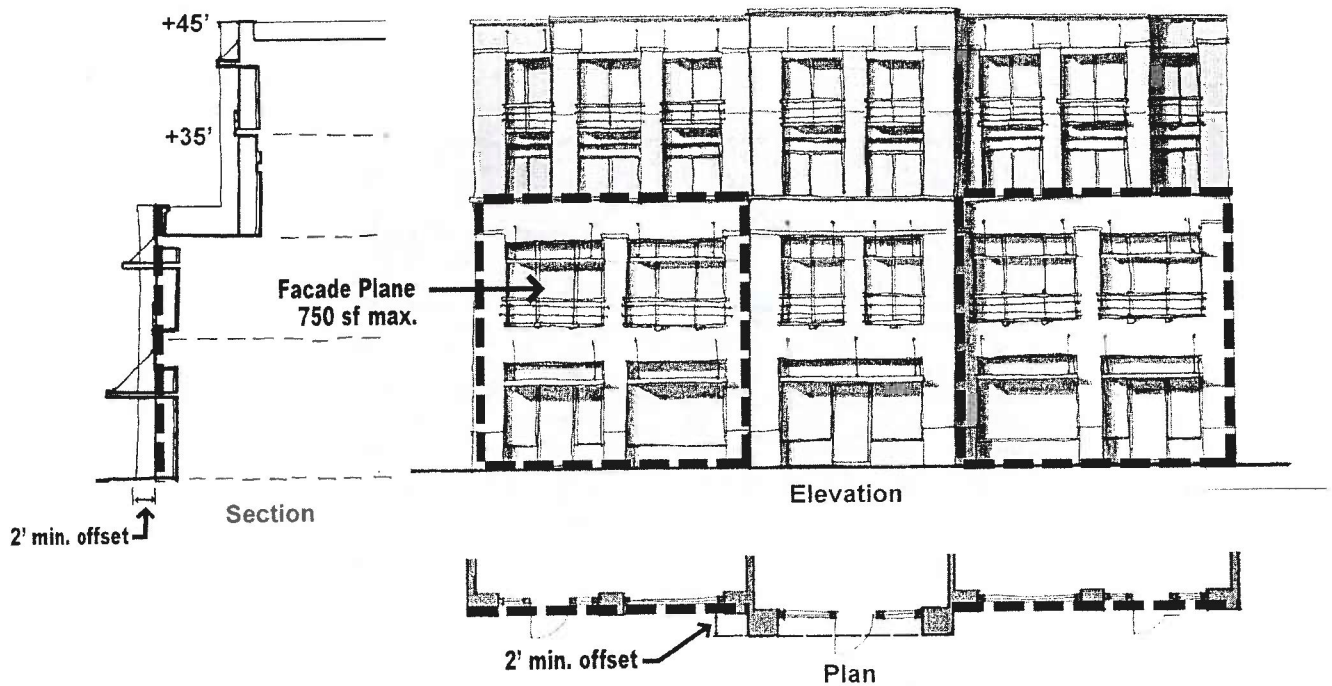 +45'
+35'
Facade Plane
750 sf max.
Elevation
Section
2' min. offset
2' min. offset
Plan